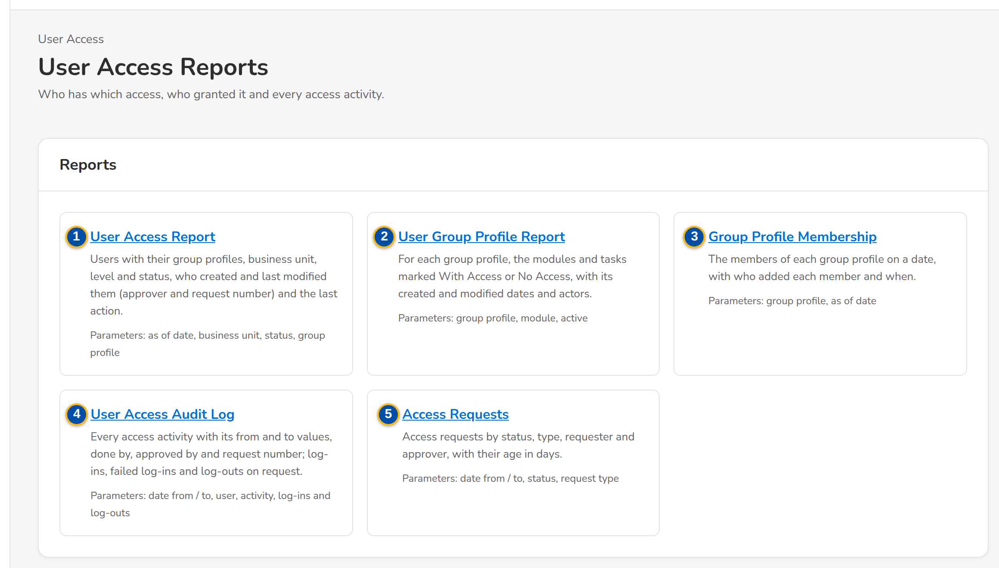 User Access
User Access Reports
Who has which access, who granted it and every access activity.
Reports
1 User Access Report
Users with their group profiles, business unit,
level and status, who created and last modified
them (approver and request number) and the last
action.
Parameters: as of date, business unit, status, group
profile
2 User Group Profile Report
For each group profile, the modules and tasks
marked With Access or No Access, with its
created and modified dates and actors.
Parameters: group profile, module, active
3 Group Profile Membership
The members of each group profile on a date,
with who added each member and when.
Parameters: group profile, as of date
4 User Access Audit Log
Every access activity with its from and to values,
done by, approved by and request number; log-
ins, failed log-ins and log-outs on request.
Parameters: date from / to, user, activity, log-ins and
log-outs
5 Access Requests
Access requests by status, type, requester and
approver, with their age in days.
Parameters: date from / to, status, request type